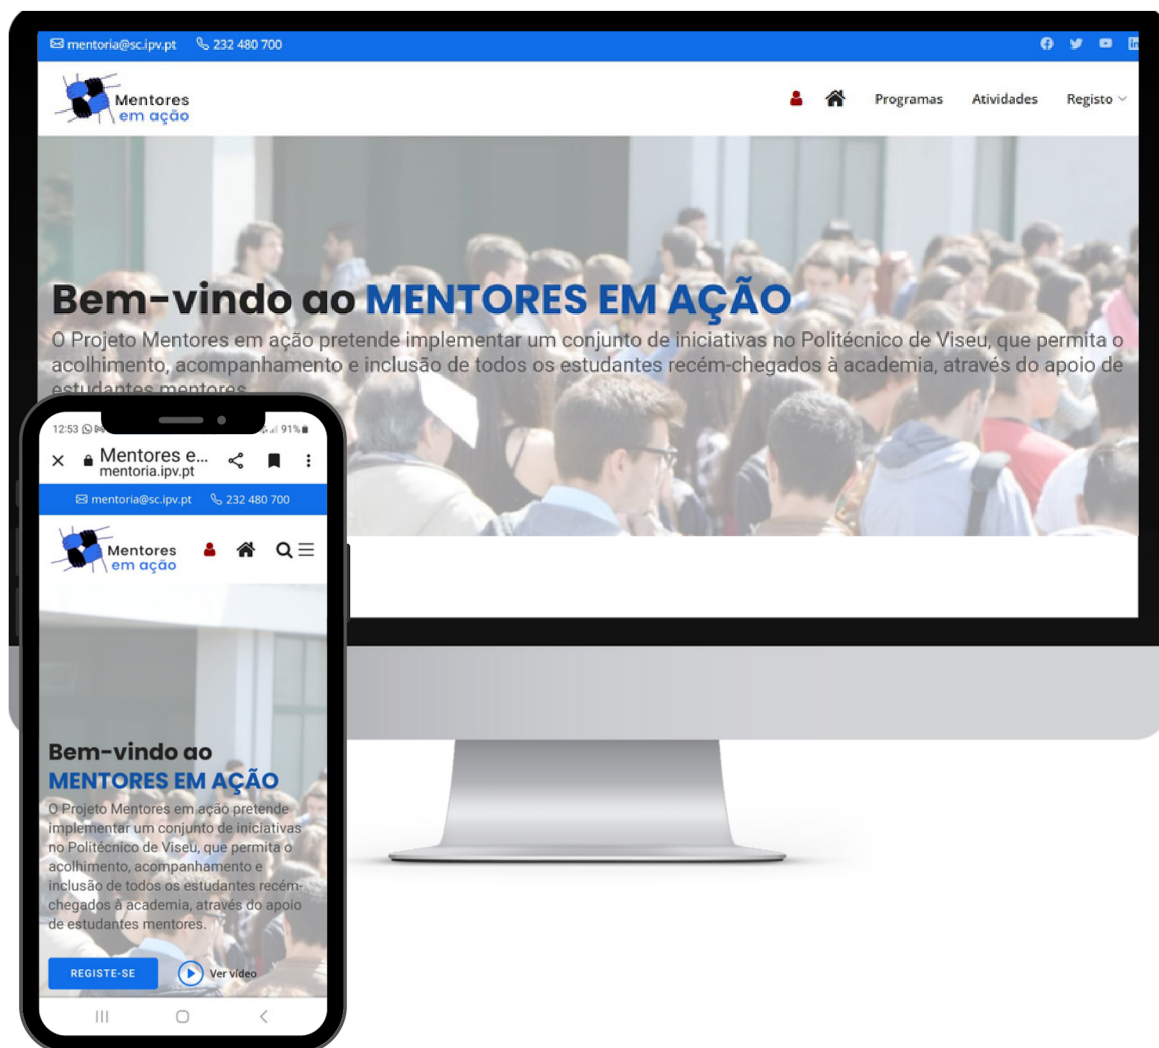 mentoria@sc.ipv.pt 232 480 700
Mentores
em ação
Programas Atividades Registo
Bem-vindo ao MENTORES EM AÇÃO
O Projeto Mentores em ação pretende implementar um conjunto de iniciativas no Politécnico de Viseu, que permita o
acolhimento, acompanhamento e inclusão de todos os estudantes recém-chegados à academia, através do apoio de
estudantes mentores.
12:53 91%
Mentores e...
mentoria.ipv.pt
mentoria@sc.ipv.pt 232 480 700
Mentores
em ação
Bem-vindo ao
MENTORES EM AÇÃO
O Projeto Mentores em ação pretende
implementar um conjunto de iniciativas
no Politécnico de Viseu, que permita o
acolhimento, acompanhamento e
inclusão de todos os estudantes recém-
chegados à academia, através do apoio
de estudantes mentores.
REGISTE-SE Ver vídeo